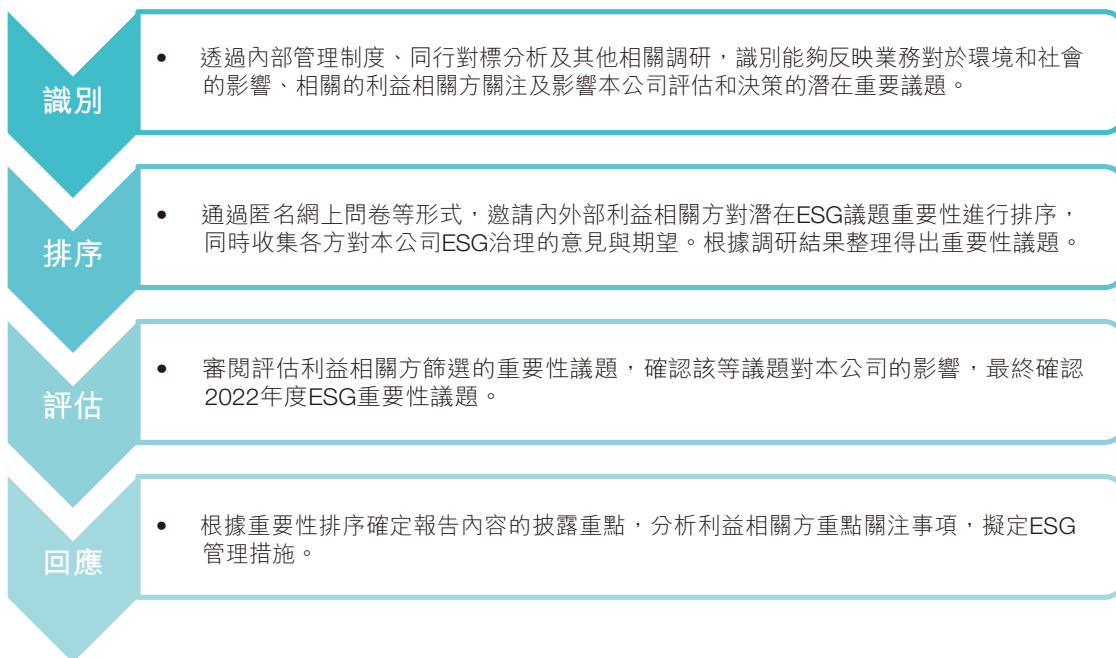 識別
• 透過內部管理制度、同行對標分析及其他相關調研，識別能夠反映業務對於環境和社會
的影響、相關的利益相關方關注及影響本公司評估和決策的潛在重要議題。
排序
• 通過匿名網上問卷等形式，邀請內外部利益相關方對潛在ESG議題重要性進行排序，
同時收集各方對本公司ESG治理的意見與期望。根據調研結果整理得出重要性議題。
評估
• 審閱評估利益相關方篩選的重要性議題，確認該等議題對本公司的影響，最終確認
2022年度ESG重要性議題。
回應
• 根據重要性排序確定報告內容的披露重點，分析利益相關方重點關注事項，擬定ESG
管理措施。